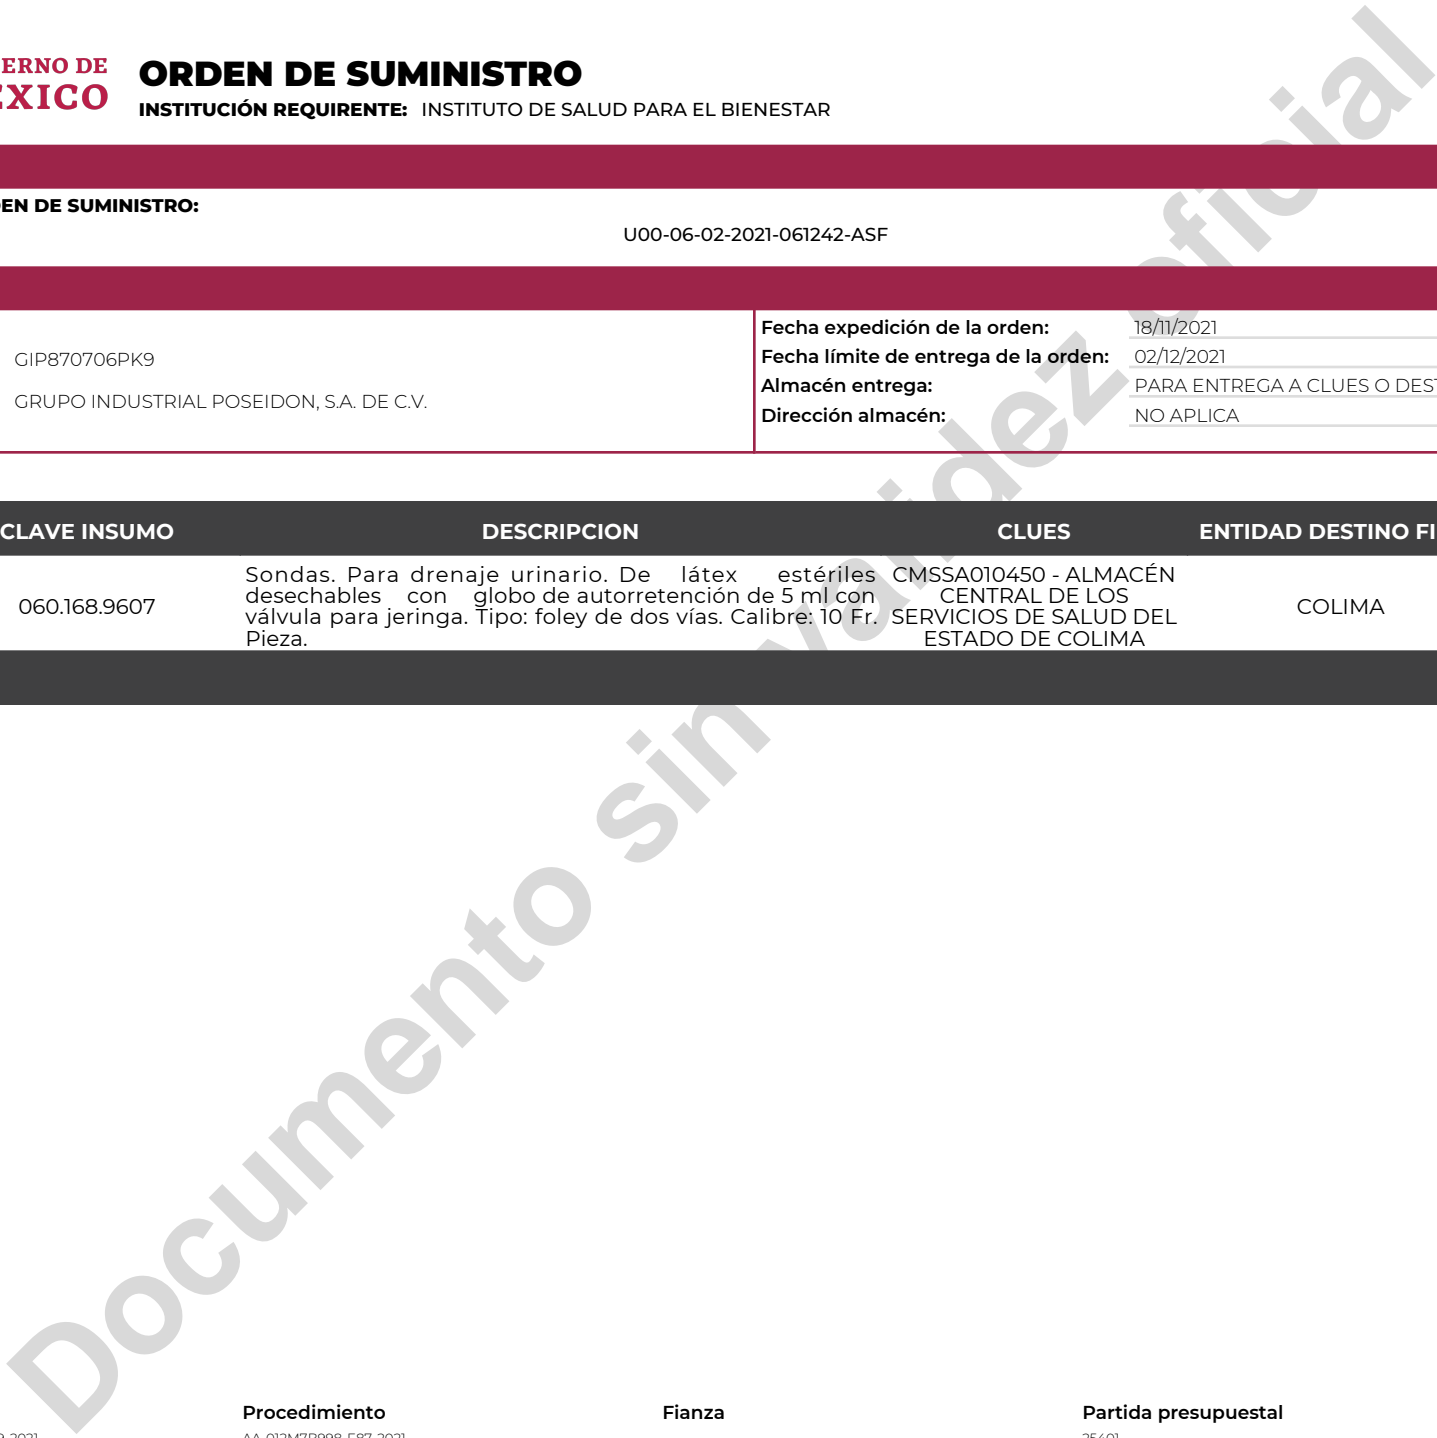 ERNO DE
EXICO
ORDEN DE SUMINISTRO
INSTITUCIÓN REQUIRENTE: INSTITUTO DE SALUD PARA EL BIENESTAR
EN DE SUMINISTRO:
U00-06-02-2021-061242-ASF
GIP870706PK9
GRUPO INDUSTRIAL POSEIDON, S.A. DE C.V.
Fecha expedición de la orden: 18/11/2021
Fecha límite de entrega de la orden: 02/12/2021
Almacén entrega: PARA ENTREGA A CLUES O DEST
Dirección almacén: NO APLICA
CLAVE INSUMO DESCRIPCION CLUES ENTIDAD DESTINO FI
060.168.9607
Sondas. Para drenaje urinario. De látex estériles
desechables con globo de autorretención de 5 ml con
válvula para jeringa. Tipo: foley de dos vías. Calibre: 10 Fr.
Pieza.
CMSSA010450 - ALMACÉN
CENTRAL DE LOS
SERVICIOS DE SALUD DEL
ESTADO DE COLIMA
COLIMA
Documento sin validez oficial
Procedimiento Fianza Partida presupuestal